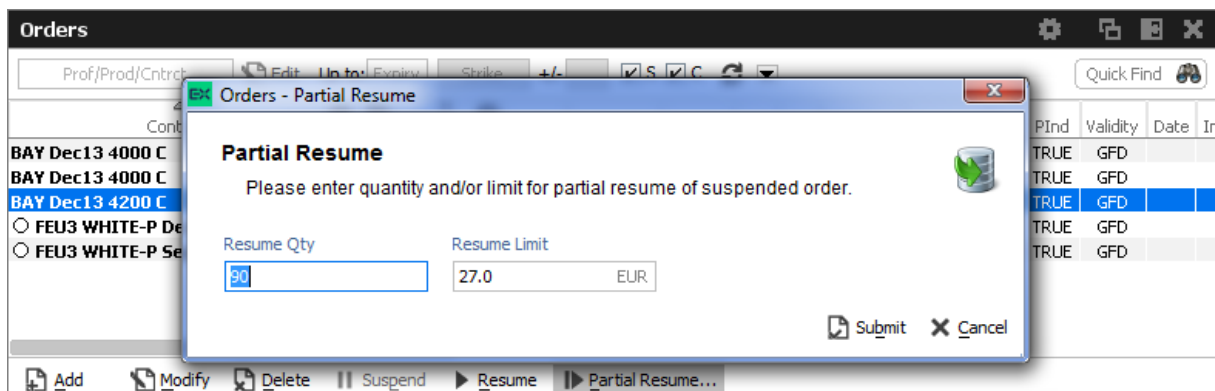 Orders
Prof/Prod/Cntrct Edit Up to: Expiry Strike +/- S C Quick Find
Orders - Partial Resume
Cont PInd Validity Date
BAY Dec13 4000 C TRUE GFD
BAY Dec13 4000 C TRUE GFD
BAY Dec13 4200 C TRUE GFD
FEU3 WHITE-P De TRUE GFD
FEU3 WHITE-P Se TRUE GFD
Partial Resume
Please enter quantity and/or limit for partial resume of suspended order.
Resume Qty Resume Limit
90 27.0 EUR
Submit Cancel
Add Modify Delete Suspend Resume Partial Resume...